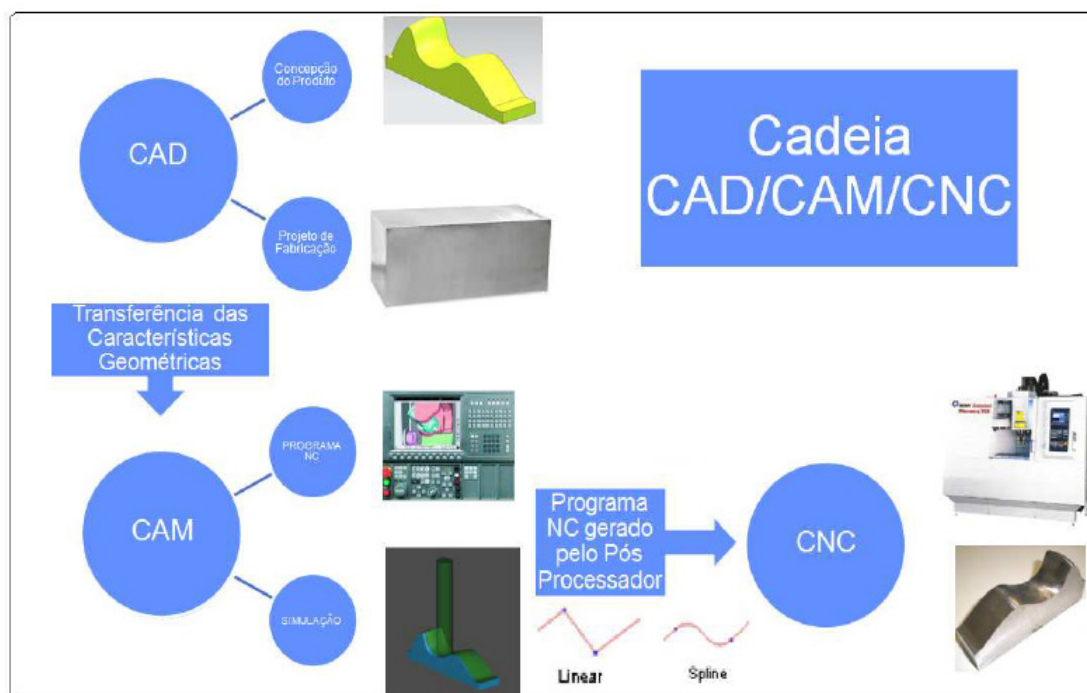 Concepção
do Produto
CAD
Cadeia
CAD/CAM/CNC
Projeto de
Fabricação
Transferência das
Características
Geométricas
PROGRAMA
NC
CAM
SIMULAÇÃO
Programa
NC gerado
pelo Pós
Processador
CNC
Linear
Spline